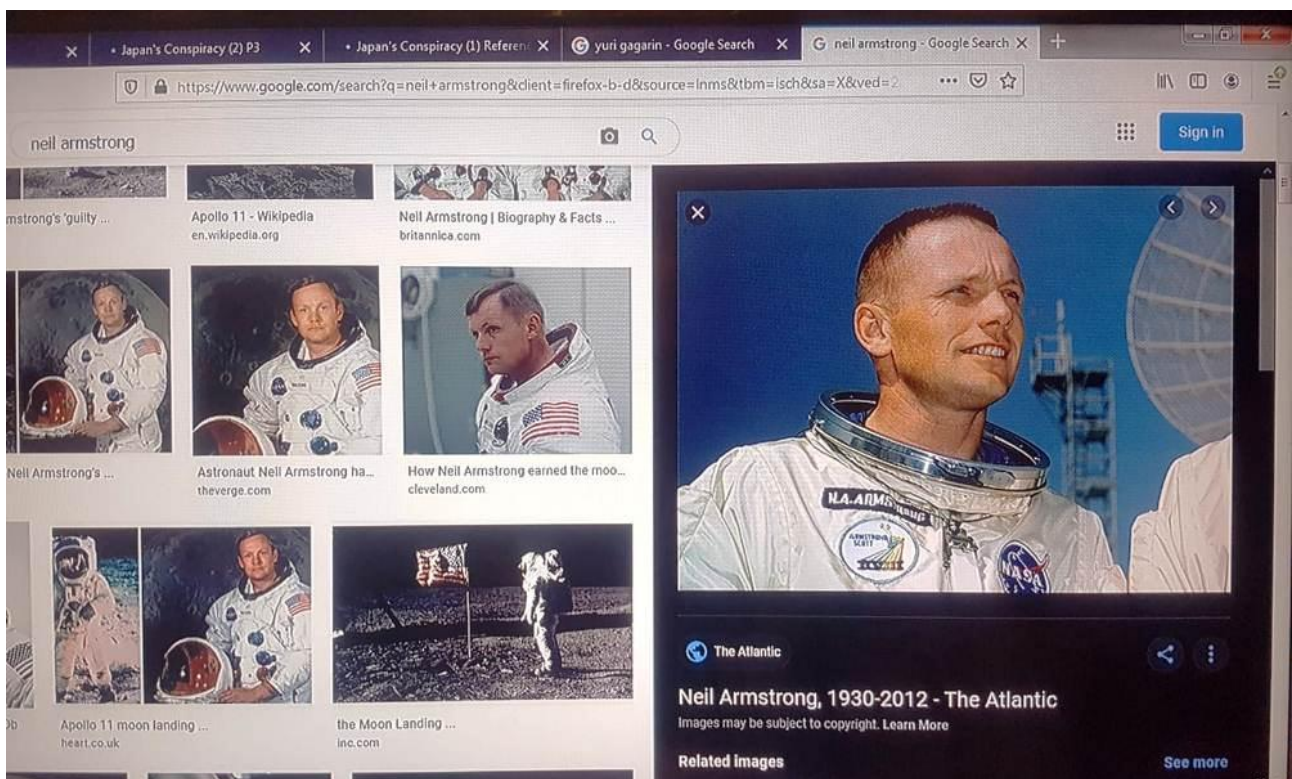 • Japan's Conspiracy (2) P3
• Japan's Conspiracy (1) Referenc
yuri gagarin - Google Search
neil armstrong - Google Search
https://www.google.com/search?q=neil+armstrong&client=firefox-b-d&source=lnms&tbm=isch&sa=X&ved=2
neil armstrong
Sign in
mstrong's 'guilty ...
Apollo 11 - Wikipedia
en.wikipedia.org
Neil Armstrong | Biography & Facts ...
britannica.com
Neil Armstrong's ...
Astronaut Neil Armstrong ha...
theverge.com
How Neil Armstrong earned the moo...
cleveland.com
Apollo 11 moon landing ...
heart.co.uk
the Moon Landing ...
inc.com
N.A.ARMSTRONG
ARMSTRONG
SCOTT
NASA
The Atlantic
Neil Armstrong, 1930-2012 - The Atlantic
Images may be subject to copyright. Learn More
Related images
See more